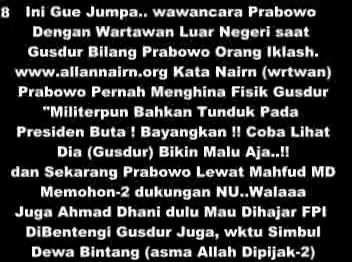 8 Ini Gue Jumpa.. wawancara Prabowo
Dengan Wartawan Luar Negeri saat
Gusdur Bilang Prabowo Orang Iklash.
www.allannairn.org Kata Nairn (wrtwan)
Prabowo Pernah Menghina Fisik Gusdur
"Militerpun Bahkan Tunduk Pada
Presiden Buta ! Bayangkan !! Coba Lihat
Dia (Gusdur) Bikin Malu Aja..!!
dan Sekarang Prabowo Lewat Mahfud MD
Memohon-2 dukungan NU..Walaaa
Juga Ahmad Dhani dulu Mau Dihajar FPI
DiBentengi Gusdur Juga, wktu Simbul
Dewa Bintang (asma Allah Dipijak-2)